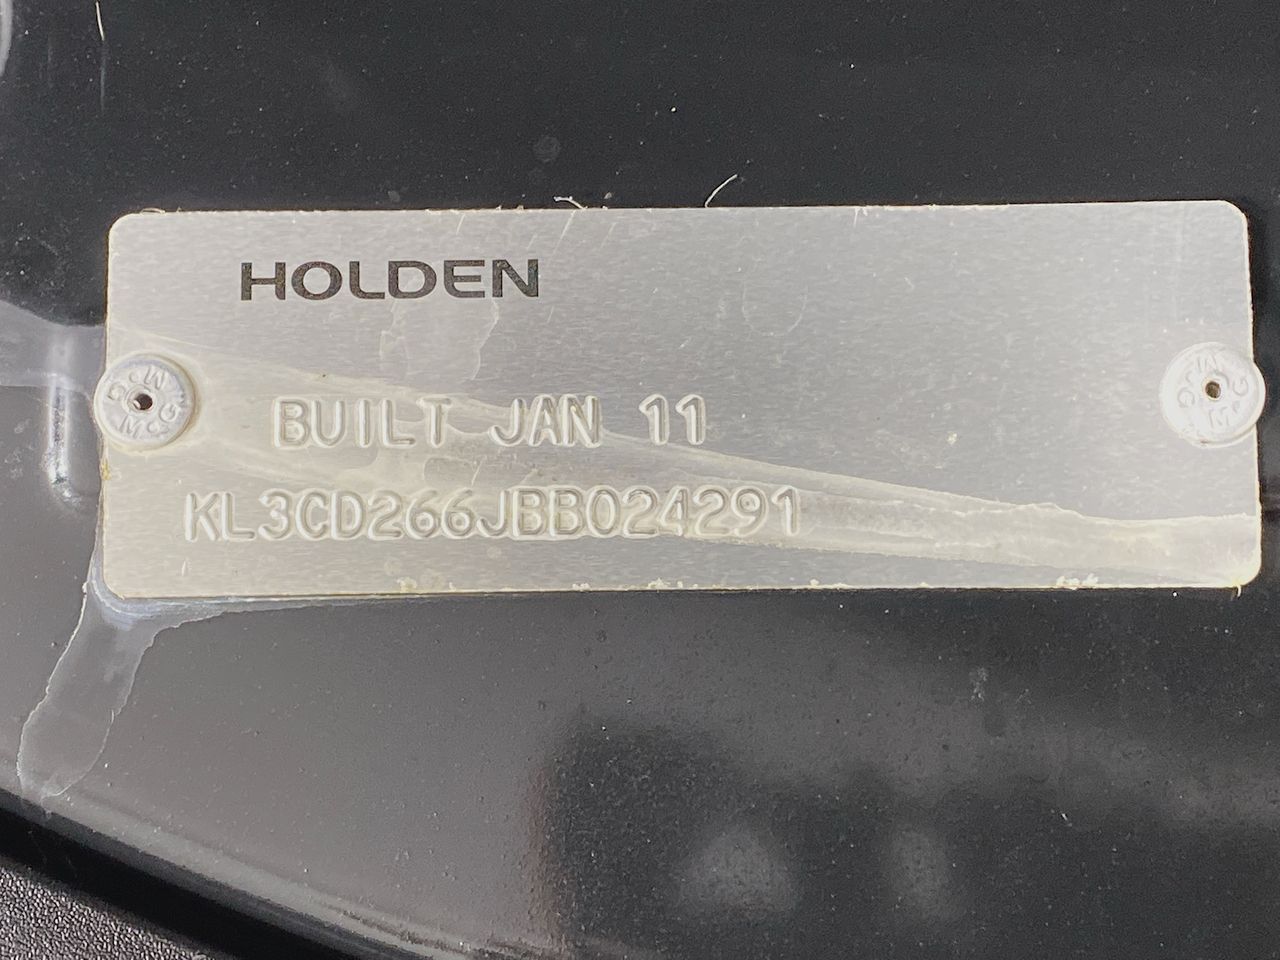 HOLDEN
BUILT JAN 11
KL3CD266JBB024291